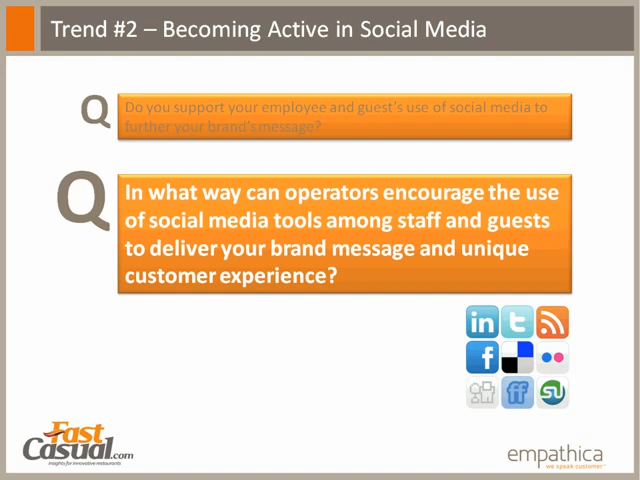 Trend #2 – Becoming Active in Social Media
Q
Do you support your employee and guest's use of social media to
further your brand's message?
Q
In what way can operators encourage the use
of social media tools among staff and guests
to deliver your brand message and unique
customer experience?
in t
f
ff su
Fast
Casual.com
Insights for innovative restaurants
empathica
we speak customer